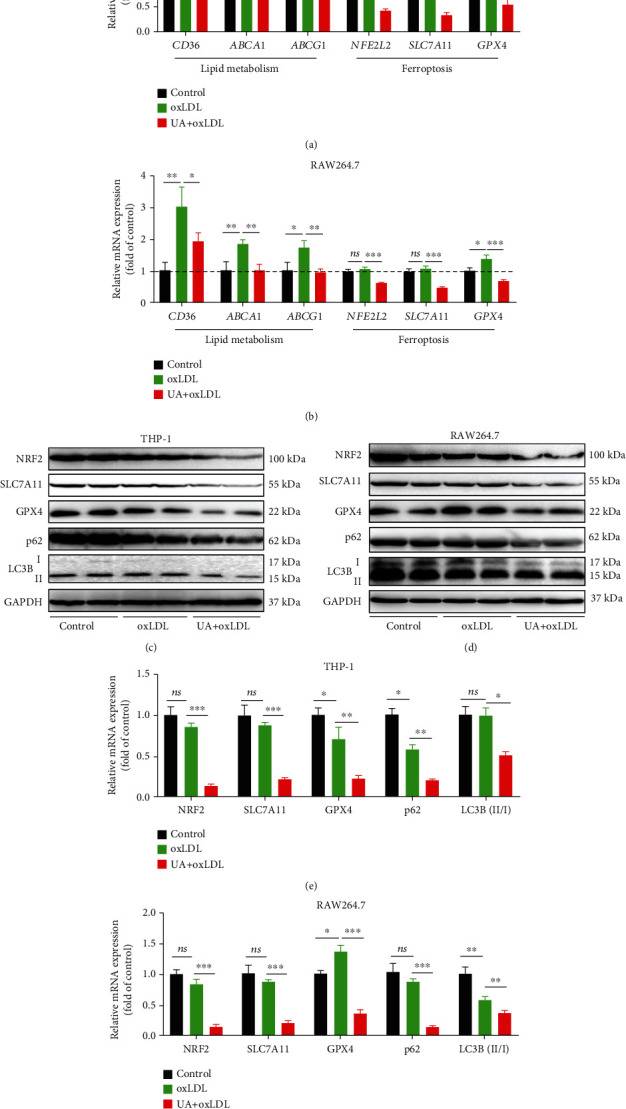 Relative
0.5
0.0
CD36 ABCA1 ABCG1 NFE2L2 SLC7A11 GPX4
Lipid metabolism Ferroptosis
Control
oxLDL
UA+oxLDL
(a)
RAW264.7
Relative mRNA expression
(fold of control)
4
3
2
1
0
** *
** **
* **
ns ***
ns ***
* ***
CD36 ABCA1 ABCG1 NFE2L2 SLC7A11 GPX4
Lipid metabolism Ferroptosis
Control
oxLDL
UA+oxLDL
(b)
THP-1
NRF2 100 kDa
SLC7A11 55 kDa
GPX4 22 kDa
p62 62 kDa
I 17 kDa
LC3B
II 15 kDa
GAPDH 37 kDa
Control oxLDL UA+oxLDL
(c)
RAW264.7
NRF2 100 kDa
SLC7A11 55 kDa
GPX4 22 kDa
p62 62 kDa
I 17 kDa
LC3B 15 kDa
II
GAPDH 37 kDa
Control oxLDL UA+oxLDL
(d)
THP-1
Relative mRNA expression
(fold of control)
1.5
1.0
0.5
0.0
ns ***
ns ***
* **
* **
ns *
NRF2 SLC7A11 GPX4 p62 LC3B (II/I)
Control
oxLDL
UA+oxLDL
(e)
RAW264.7
Relative mRNA expression
(fold of control)
2.0
1.5
1.0
0.5
0.0
ns ***
ns ***
* ***
ns ***
** **
NRF2 SLC7A11 GPX4 p62 LC3B (II/I)
Control
oxLDL
UA+oxLDL